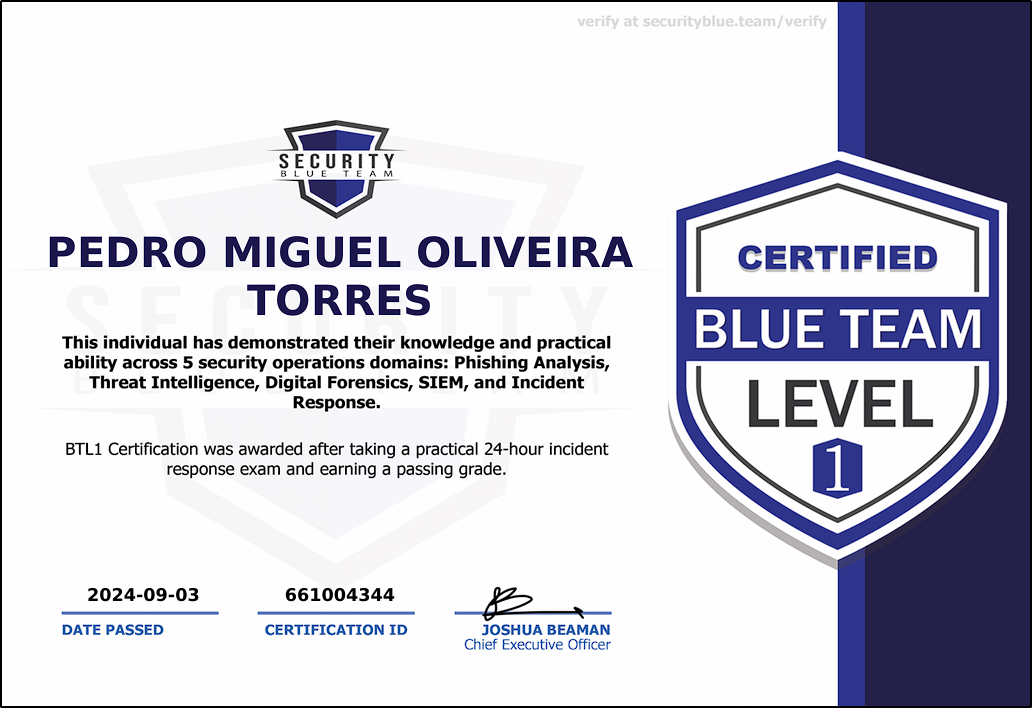 verify at securityblue.team/verify
SECURITY
BLUE TEAM
PEDRO MIGUEL OLIVEIRA
TORRES
This individual has demonstrated their knowledge and practical
ability across 5 security operations domains: Phishing Analysis,
Threat Intelligence, Digital Forensics, SIEM, and Incident
Response.
BTL1 Certification was awarded after taking a practical 24-hour incident
response exam and earning a passing grade.
2024-09-03
DATE PASSED
661004344
CERTIFICATION ID
JOSHUA BEAMAN
Chief Executive Officer
CERTIFIED
BLUE TEAM
LEVEL
1
SECURITY
BLUE TEAM